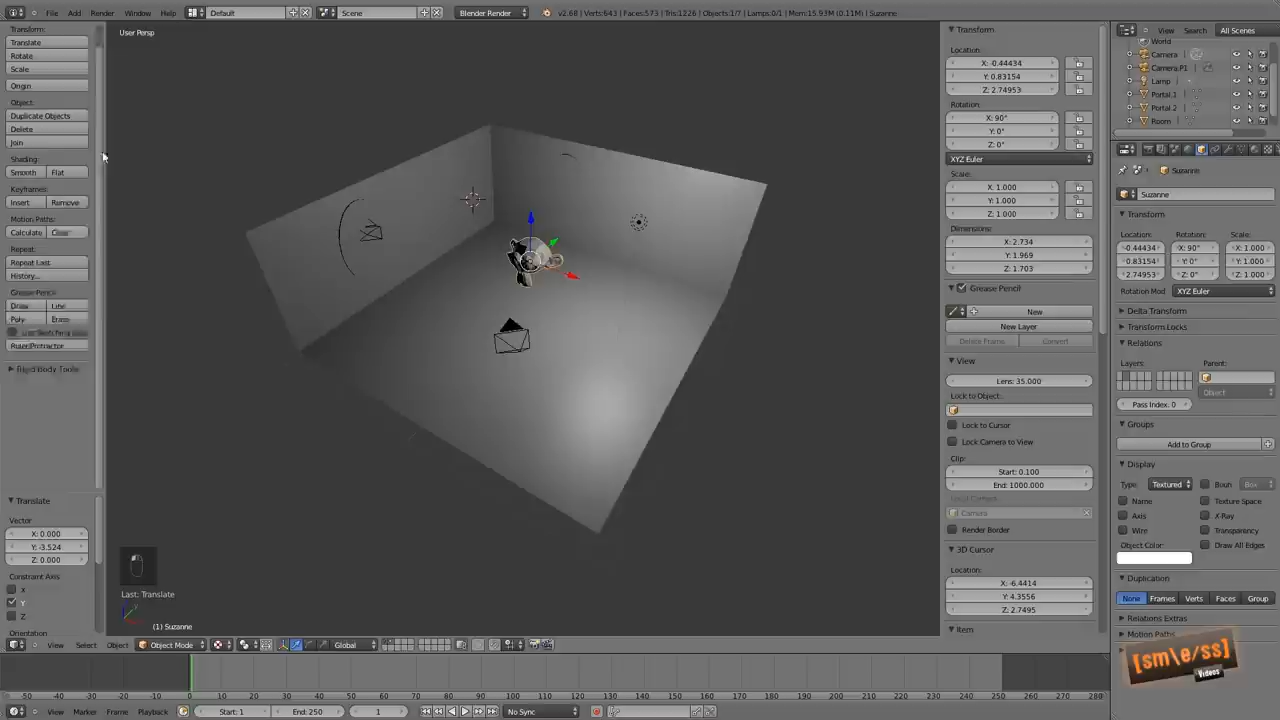 File Add Render Window Help Default Scene Blender Render v2.68 | Verts:643 | Faces:573 | Tris:1226 | Objects:1/7 | Lamps:0/1 | Mem:15.93M (0.11M) | Suzanne
Transform:
Translate
Rotate
Scale
Origin
Object:
Duplicate Objects
Delete
Join
Shading:
Smooth Flat
Keyframes:
Insert Remove
Motion Paths:
Calculate Clear
Repeat:
Repeat Last
History...
Grease Pencil:
Draw Line
Poly Erase
Ruler/Protractor
Rigid Body Tools
Translate
Vector
X: 0.000
Y: -3.524
Z: 0.000
Constraint Axis
X
Y
Z
Orientation
User Persp
Last: Translate
(1) Suzanne
Transform
Location:
X: -0.44434
Y: 0.83154
Z: 2.74953
Rotation:
X: 90°
Y: 0°
Z: 0°
XYZ Euler
Scale:
X: 1.000
Y: 1.000
Z: 1.000
Dimensions:
X: 2.734
Y: 1.969
Z: 1.703
Grease Pencil
New
New Layer
Delete Frame Convert
View
Lens: 35.000
Lock to Object:
Lock to Cursor
Lock Camera to View
Clip:
Start: 0.100
End: 1000.000
Local Camera:
Camera
Render Border
3D Cursor
Location:
X: -6.4414
Y: 4.3556
Z: 2.7495
Item
View Search All Scenes
World
Camera
Camera.P1
Lamp
Portal.1
Portal.2
Room
Suzanne
Suzanne
Transform
Location: Rotation: Scale:
-0.44434 X: 90° X: 1.000
0.83154 Y: 0° Y: 1.000
2.74953 Z: 0° Z: 1.000
Rotation Mod XYZ Euler
Delta Transform
Transform Locks
Relations
Layers: Parent:
Object
Pass Index: 0
Groups
Add to Group
Display
Type: Textured Boun Box
Name Texture Space
Axis X-Ray
Wire Transparency
Object Color: Draw All Edges
Duplication
None Frames Verts Faces Group
Relations Extras
Motion Paths
[sm\e/ss]
Videos
View Select Object Object Mode Global
-50 -40 -30 -20 -10 0 10 20 30 40 50 60 70 80 90 100 110 120 130 140 150 160 170 180 190 200 210 220 230 240 250 260 270 280
View Marker Frame Playback Start: 1 End: 250 1 No Sync